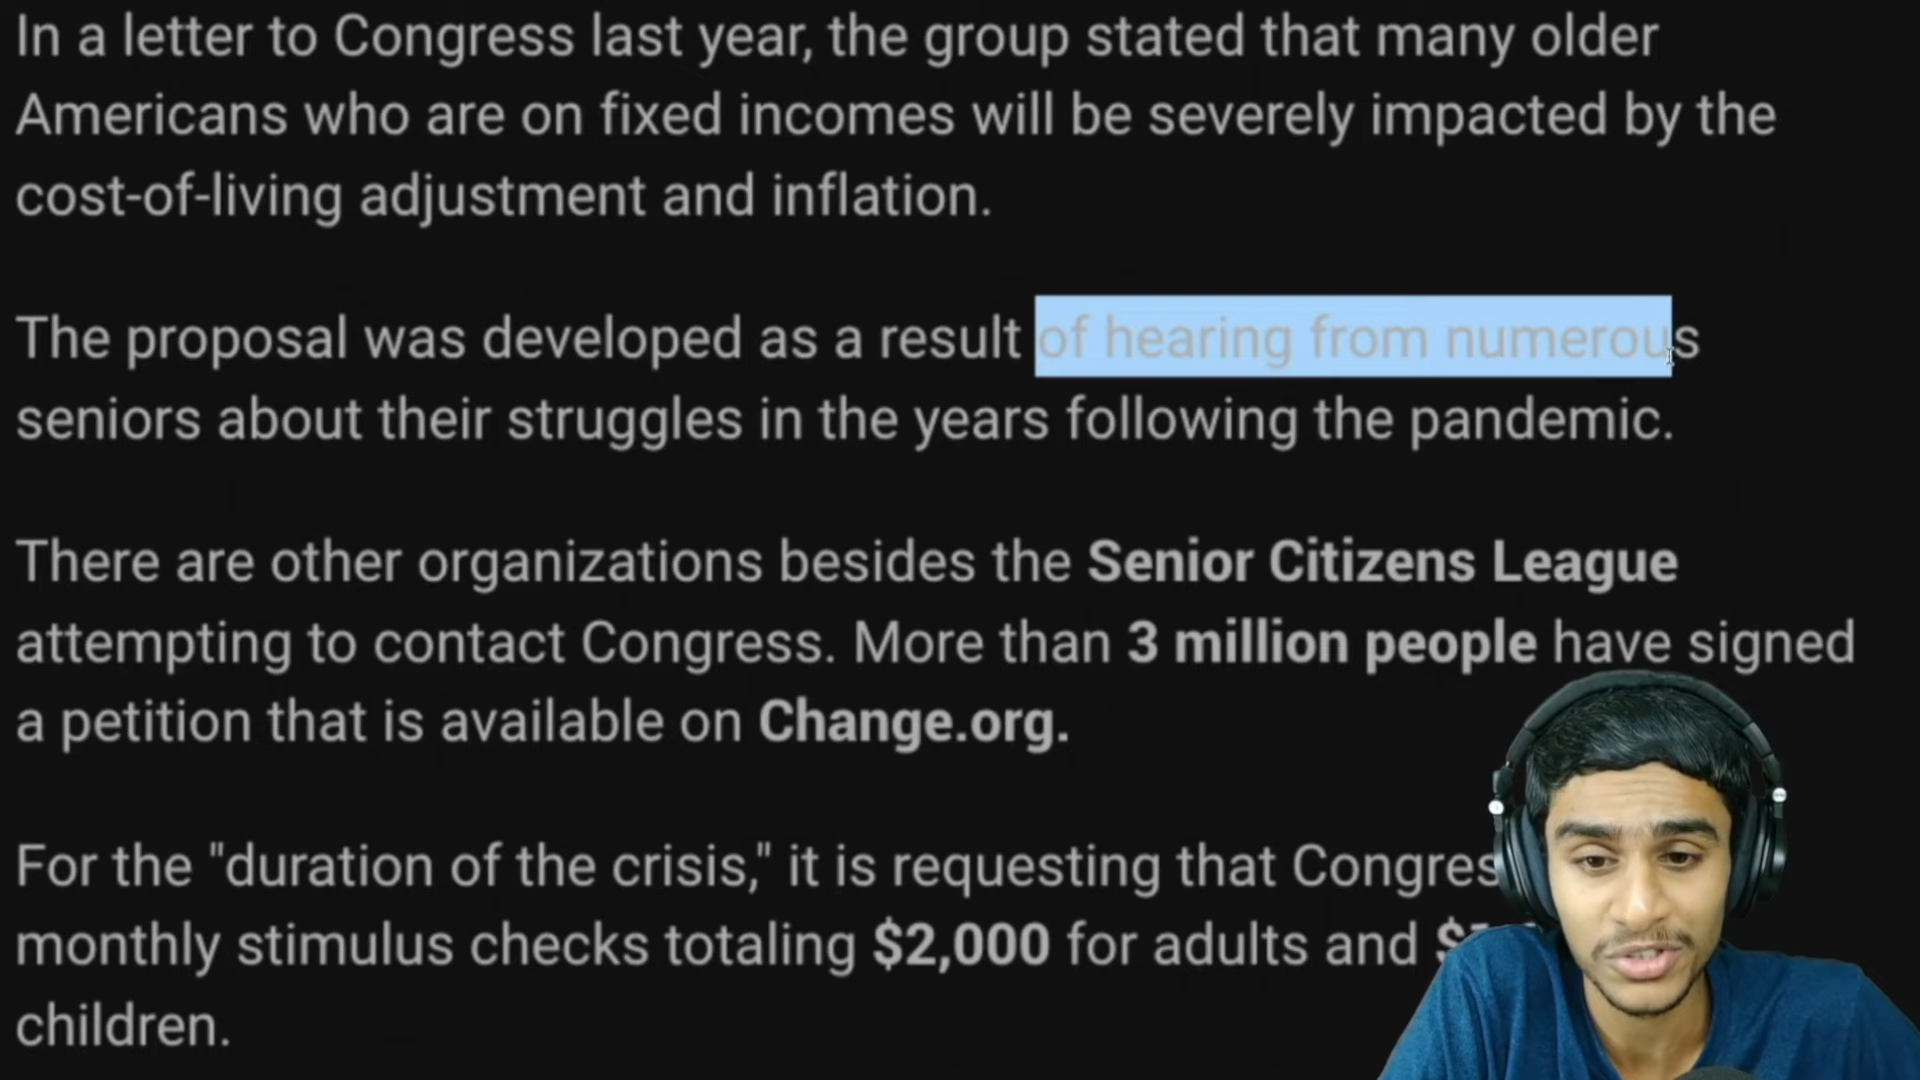 In a letter to Congress last year, the group stated that many older
Americans who are on fixed incomes will be severely impacted by the
cost-of-living adjustment and inflation.
The proposal was developed as a result of hearing from numerous
seniors about their struggles in the years following the pandemic.
There are other organizations besides the Senior Citizens League
attempting to contact Congress. More than 3 million people have signed
a petition that is available on Change.org.
For the "duration of the crisis," it is requesting that
monthly stimulus checks totaling $2,000 for adults and
children.